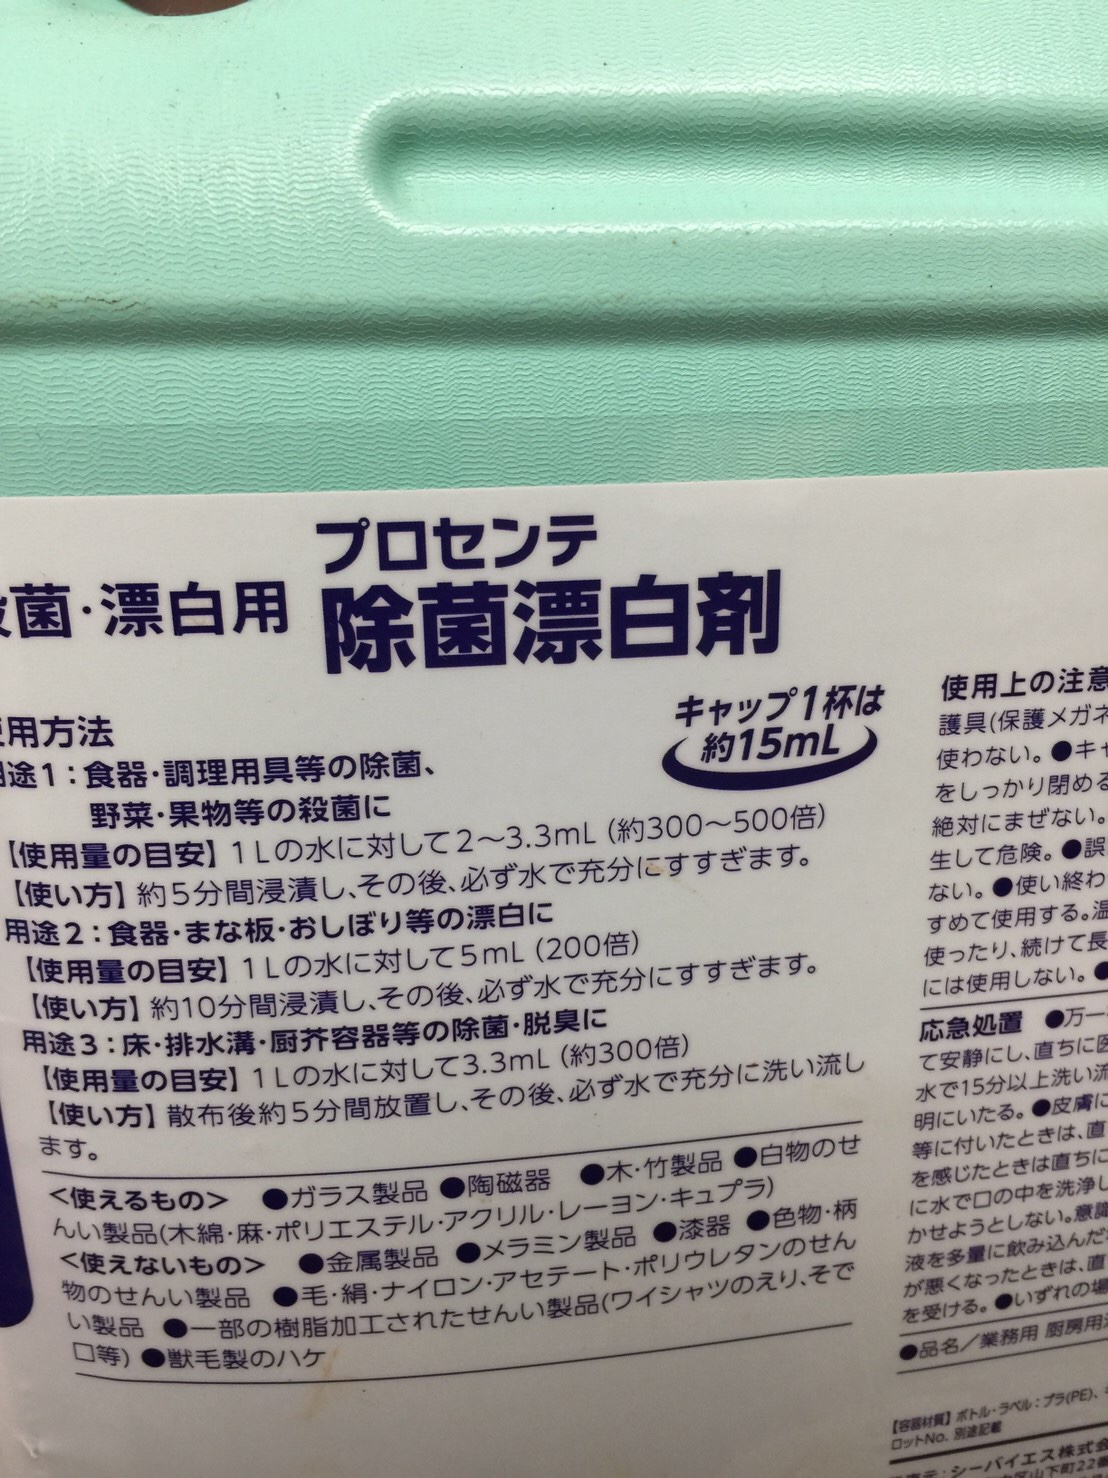 菌・漂白用
プロセンテ
除菌漂白剤
キャップ1杯は
約15mL
用方法
途1：食器・調理用具等の除菌、
野菜・果物等の殺菌に
【使用量の目安】1Lの水に対して2〜3.3mL（約300〜500倍）
【使い方】約5分間浸漬し、その後、必ず水で充分にすすぎます。
用途2：食器・まな板・おしぼり等の漂白に
【使用量の目安】1Lの水に対して5mL（200倍）
【使い方】約10分間浸漬し、その後、必ず水で充分にすすぎます。
用途3：床・排水溝・厨芥容器等の除菌・脱臭に
【使用量の目安】1Lの水に対して3.3mL（約300倍）
【使い方】散布後約5分間放置し、その後、必ず水で充分に洗い流し
ます。
＜使えるもの＞ ●ガラス製品 ●陶磁器 ●木・竹製品 ●白物のせ
んい製品(木綿・麻・ポリエステル・アクリル・レーヨン・キュプラ)
＜使えないもの＞ ●金属製品 ●メラミン製品 ●漆器 ●色物・柄
物のせんい製品 ●毛・絹・ナイロン・アセテート・ポリウレタンのせん
い製品 ●一部の樹脂加工されたせんい製品(ワイシャツのえり、そで
口等) ●獣毛製のハケ
使用上の注意
護具(保護メガネ
使わない。●キャ
をしっかり閉める
絶対にまぜない。
生して危険。●誤
ない。●使い終わ
すめて使用する。温
使ったり、続けて長
には使用しない。●
応急処置 ●万一
て安静にし、直ちに医
水で15分以上洗い流
明にいたる。●皮膚に
等に付いたときは、直
を感じたときは直ちに
に水で口の中を洗浄し
かせようとしない。意識
液を多量に飲み込んだ
が悪くなったときは、直
を受ける。●いずれの場
●品名／業務用 厨房用
【容器材質】ボトル・ラベル：プラ(PE)、
ロットNo. 別途記載
シーバイエス株式会
山下町22番